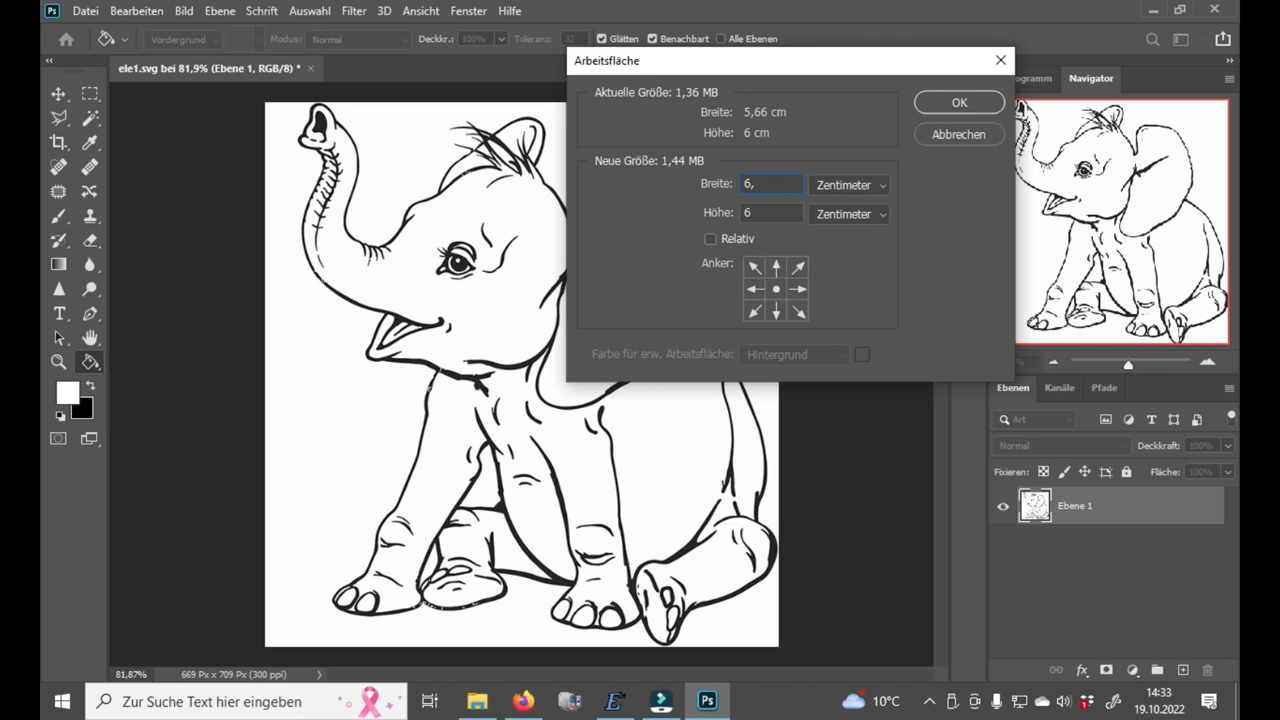 Ps Datei Bearbeiten Bild Ebene Schrift Auswahl Filter 3D Ansicht Fenster Hilfe
Vordergrund Modus: Normal Deckkr.: 100% Toleranz: 32 Glätten Benachbart Alle Ebenen
ele1.svg bei 81,9% (Ebene 1, RGB/8) *
Arbeitsfläche
Aktuelle Größe: 1,36 MB
Breite: 5,66 cm
Höhe: 6 cm
Neue Größe: 1,44 MB
Breite: 6, Zentimeter
Höhe: 6 Zentimeter
Relativ
Anker:
Farbe für erw. Arbeitsfläche: Hintergrund
OK
Abbrechen
ogramm Navigator
Ebenen Kanäle Pfade
Art
Normal Deckkraft: 100%
Fixieren: Fläche: 100%
Ebene 1
fx
81,87% 669 Px x 709 Px (300 ppi)
Zur Suche Text hier eingeben
Ps
10°C
14:33
19.10.2022